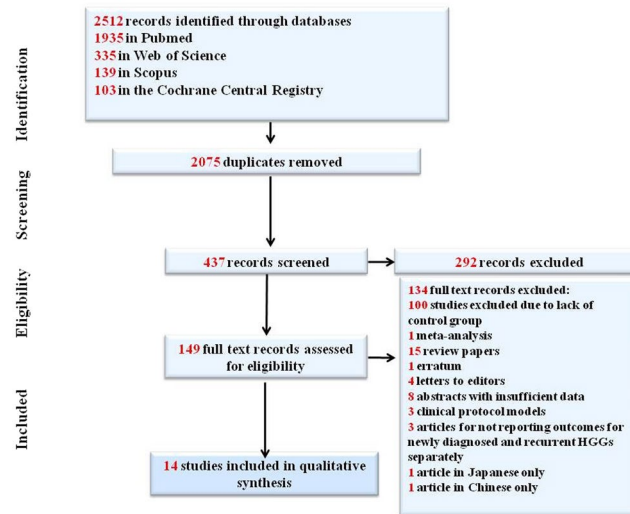 Identification
2512 records identified through databases
1935 in Pubmed
335 in Web of Science
139 in Scopus
103 in the Cochrane Central Registry
Screening
2075 duplicates removed
Eligibility
437 records screened
292 records excluded
149 full text records assessed
for eligibility
134 full text records excluded:
100 studies excluded due to lack of
control group
1 meta-analysis
15 review papers
1 erratum
4 letters to editors
8 abstracts with insufficient data
3 clinical protocol models
3 articles for not reporting outcomes for
newly diagnosed and recurrent HGGs
separately
1 article in Japanese only
1 article in Chinese only
Included
14 studies included in qualitative
synthesis